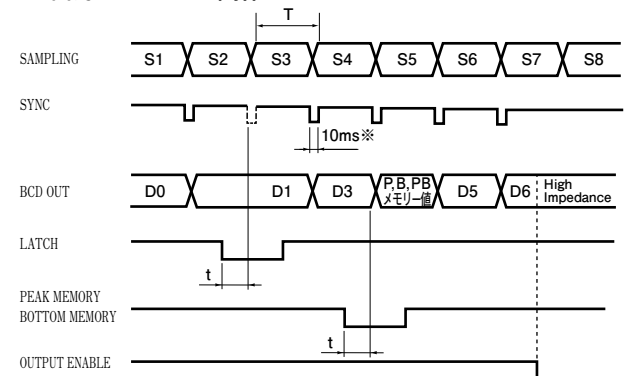 T
SAMPLING S1 S2 S3 S4 S5 S6 S7 S8
SYNC
10ms※
BCD OUT D0 D1 D3 P,B,PB メモリー値 D5 D6 High Impedance
LATCH
t
PEAK MEMORY
BOTTOM MEMORY
t
OUTPUT ENABLE